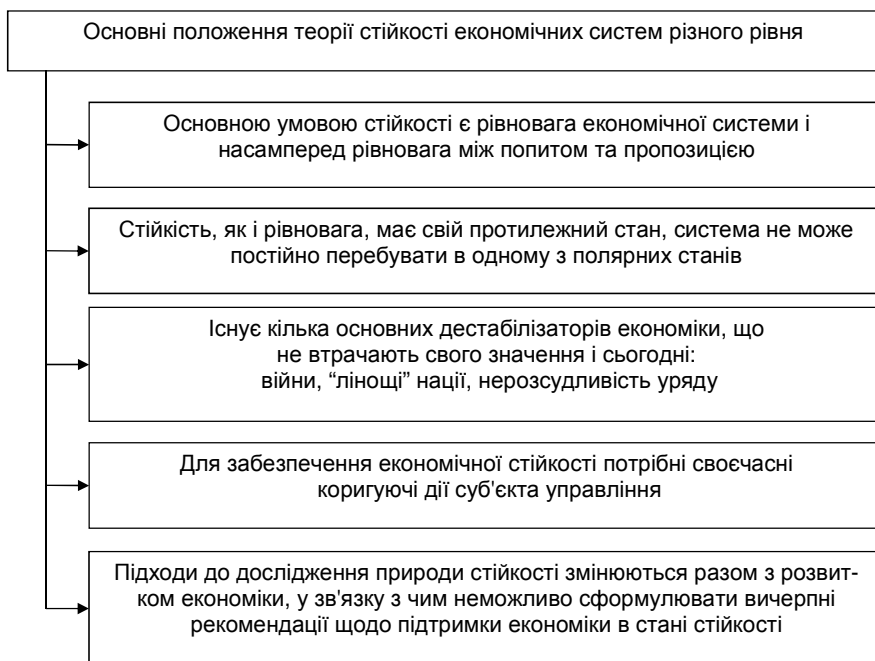 Основні положення теорії стійкості економічних систем різного рівня
Основною умовою стійкості є рівновага економічної системи і
насамперед рівновага між попитом та пропозицією
Стійкість, як і рівновага, має свій протилежний стан, система не може
постійно перебувати в одному з полярних станів
Існує кілька основних дестабілізаторів економіки, що
не втрачають свого значення і сьогодні:
війни, “лінощі” нації, нерозсудливість уряду
Для забезпечення економічної стійкості потрібні своєчасні
коригуючі дії суб'єкта управління
Підходи до дослідження природи стійкості змінюються разом з розвит-
ком економіки, у зв'язку з чим неможливо сформулювати вичерпні
рекомендації щодо підтримки економіки в стані стійкості